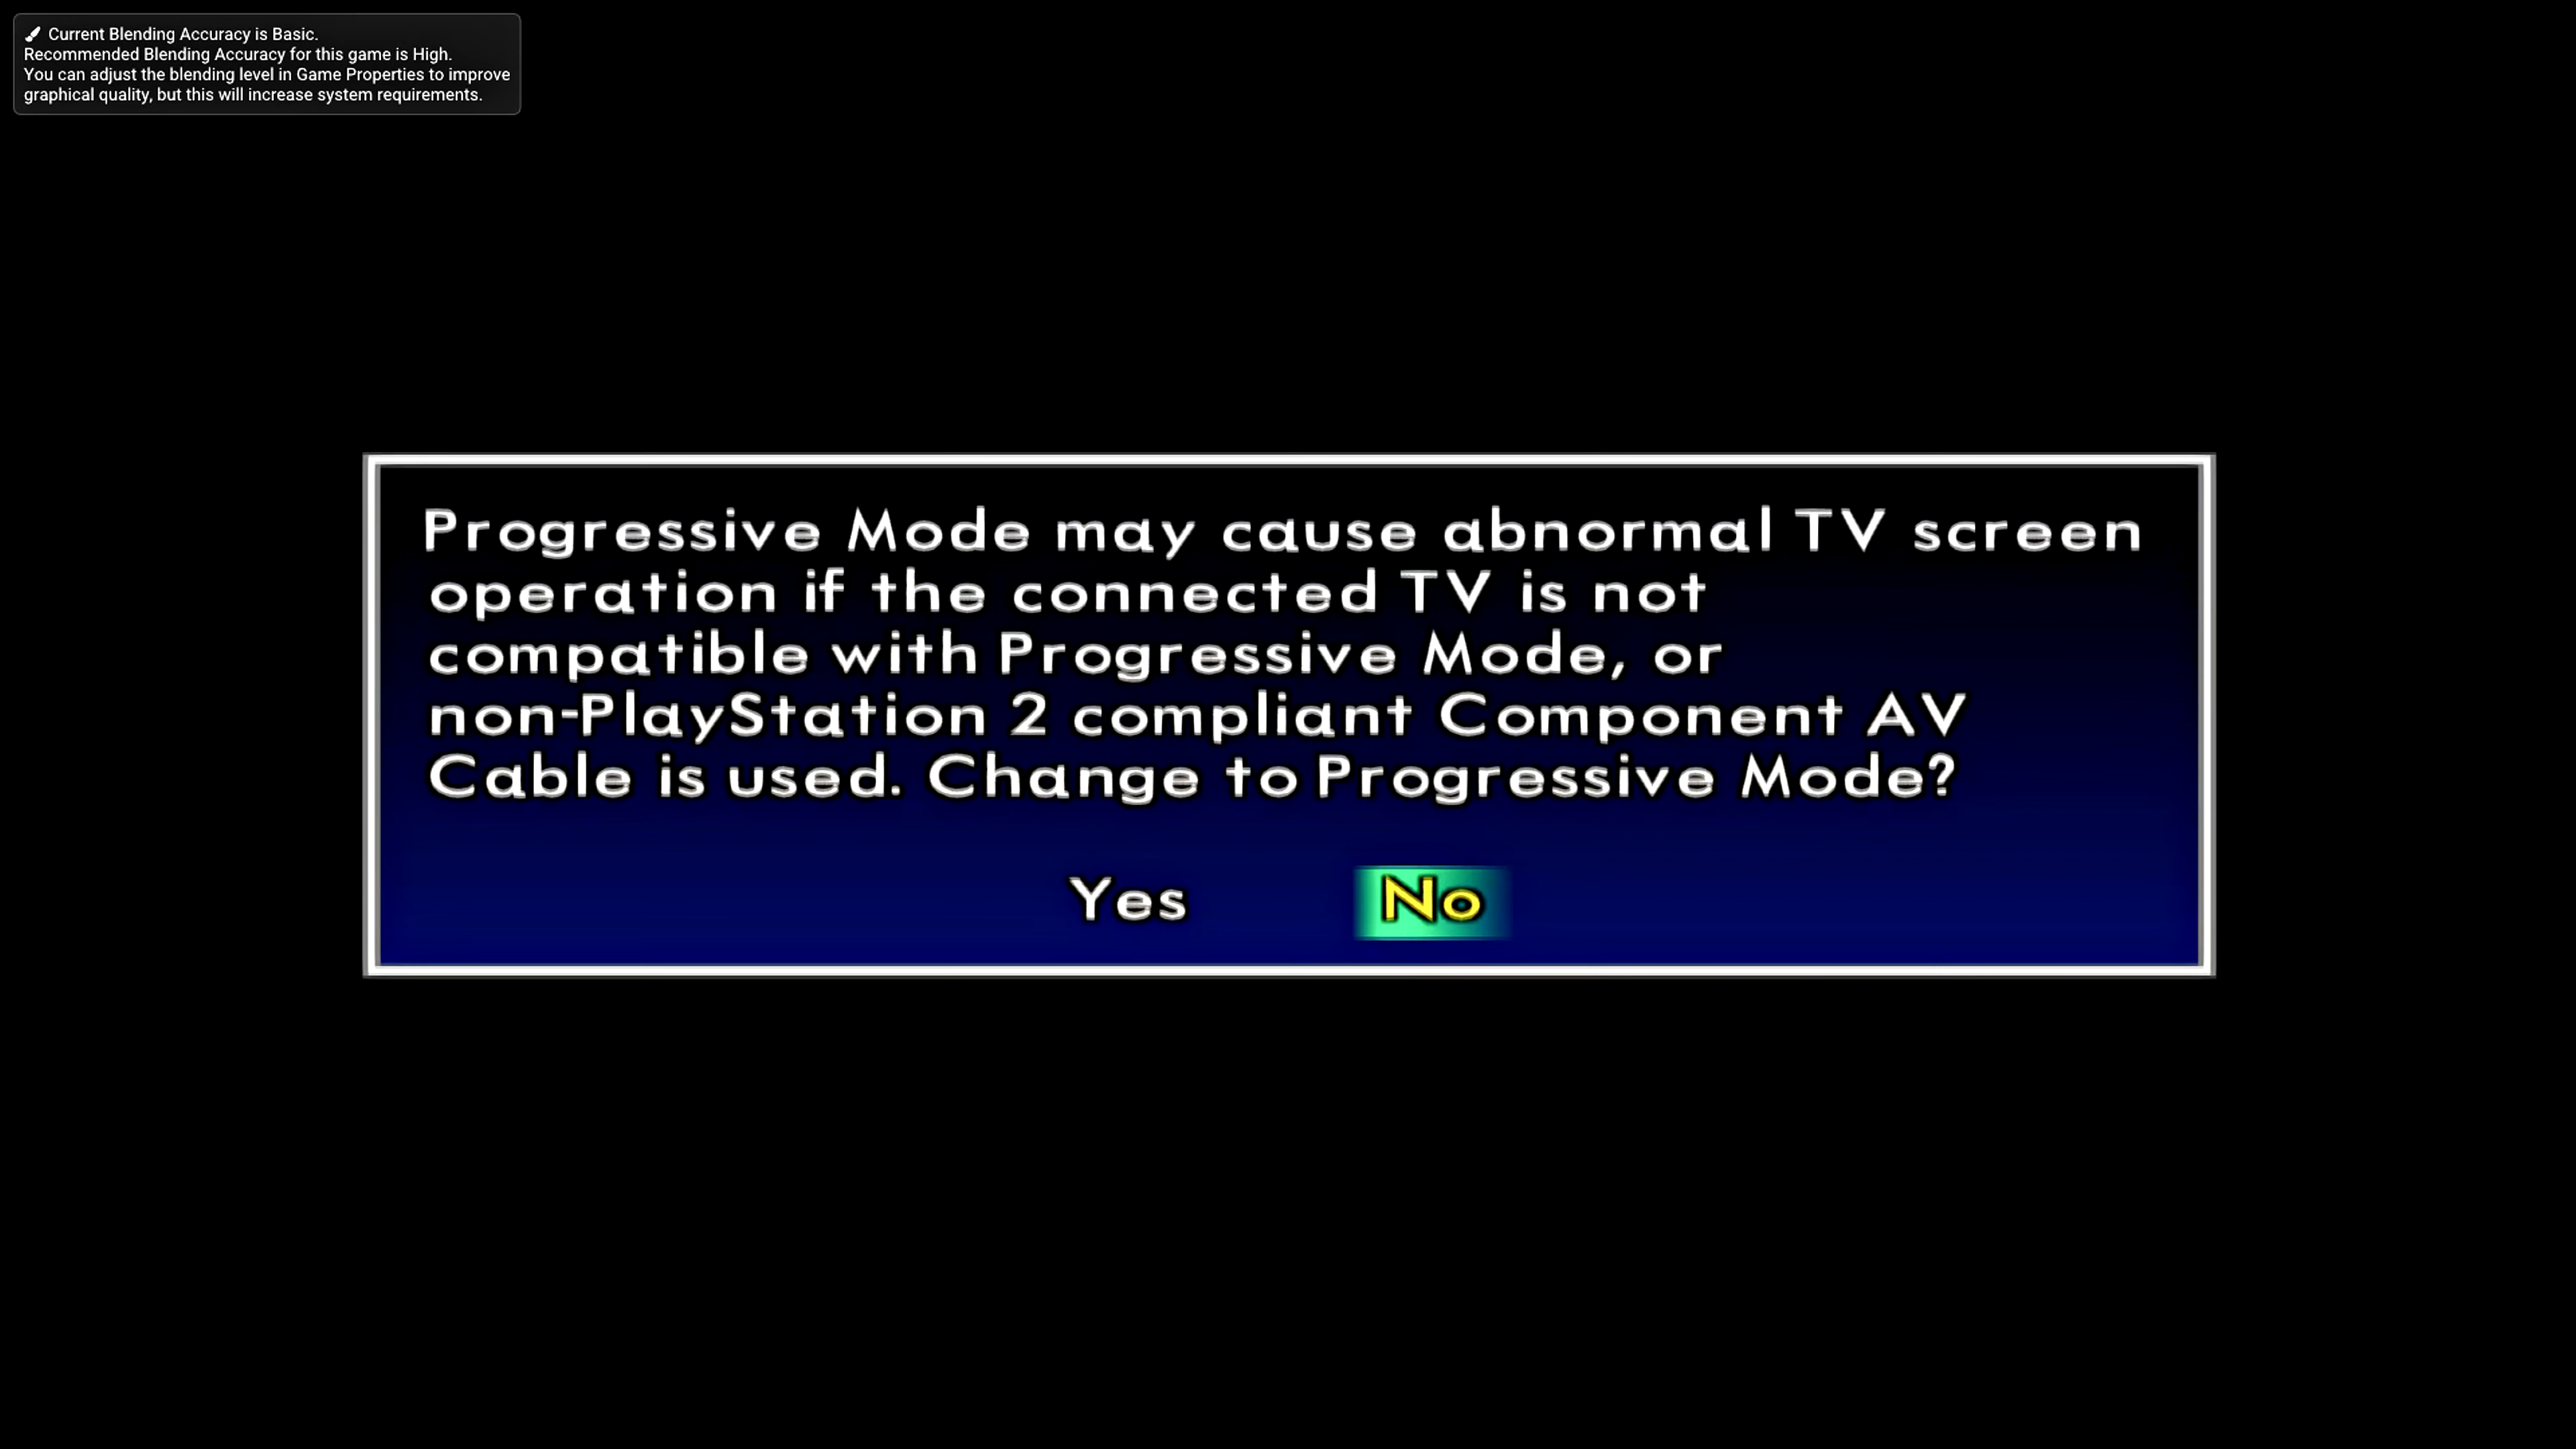 Current Blending Accuracy is Basic.
Recommended Blending Accuracy for this game is High.
You can adjust the blending level in Game Properties to improve
graphical quality, but this will increase system requirements.
Progressive Mode may cause abnormal TV screen
operation if the connected TV is not
compatible with Progressive Mode, or
non-PlayStation 2 compliant Component AV
Cable is used. Change to Progressive Mode?
Yes No